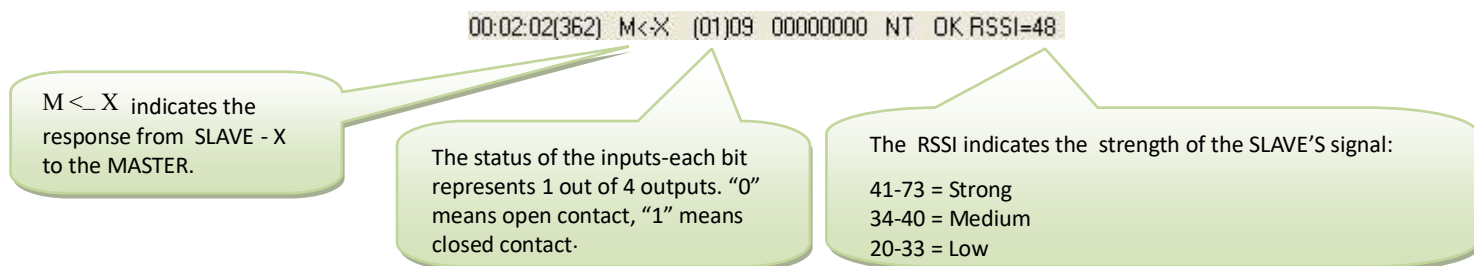 00:02:02(362) M<-X (01)09 00000000 NT OK RSSI=48
M <_ X indicates the
response from SLAVE - X
to the MASTER.
The status of the inputs-each bit
represents 1 out of 4 outputs. “0”
means open contact, “1” means
closed contact·
The RSSI indicates the strength of the SLAVE’S signal:
41-73 = Strong
34-40 = Medium
20-33 = Low